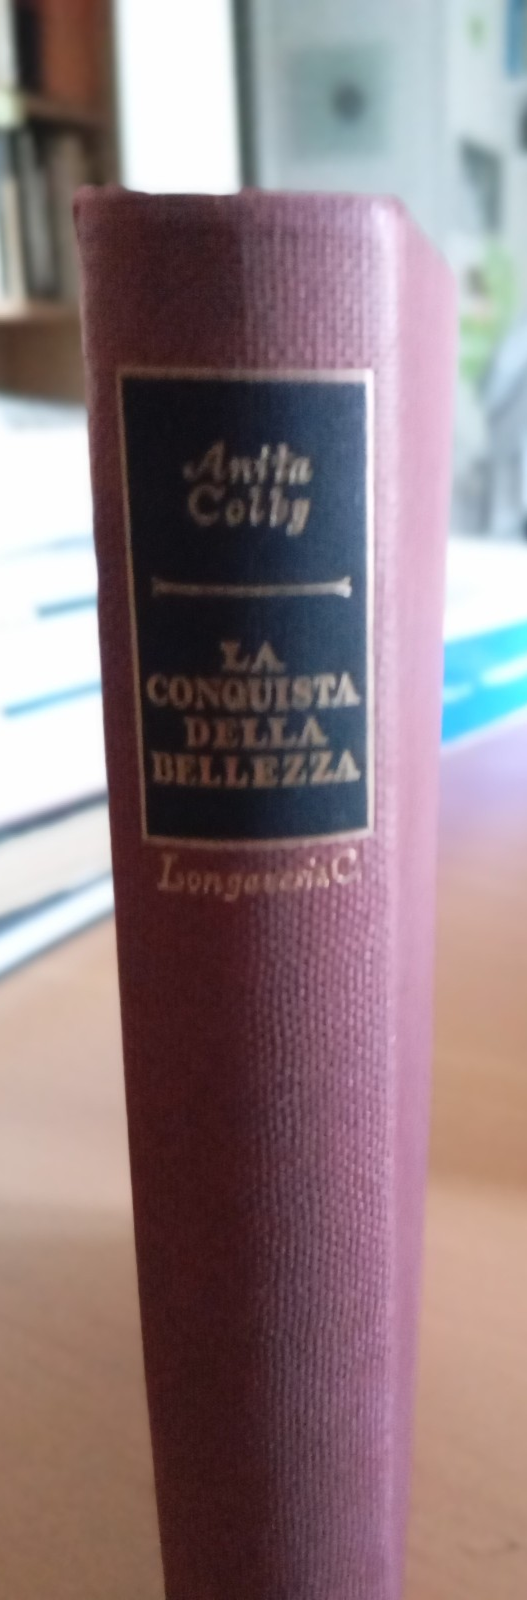 Anita
Colby
LA
CONQUISTA
DELLA
BELLEZZA
Longanesi & C